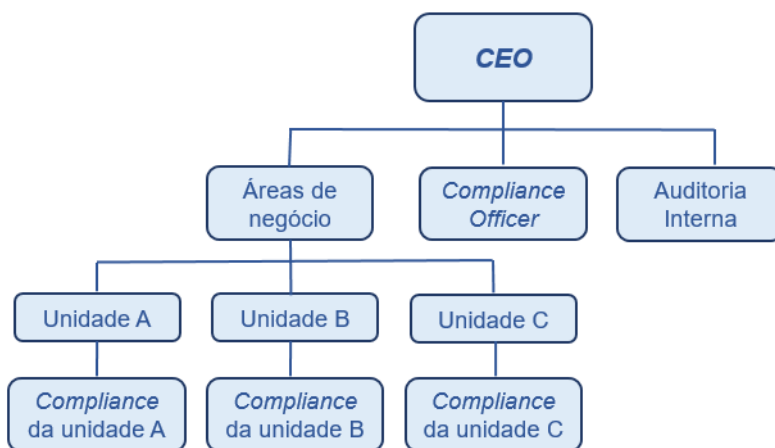 CEO
Áreas de
negócio
Compliance
Officer
Auditoria
Interna
Unidade A
Unidade B
Unidade C
Compliance
da unidade A
Compliance
da unidade B
Compliance
da unidade C